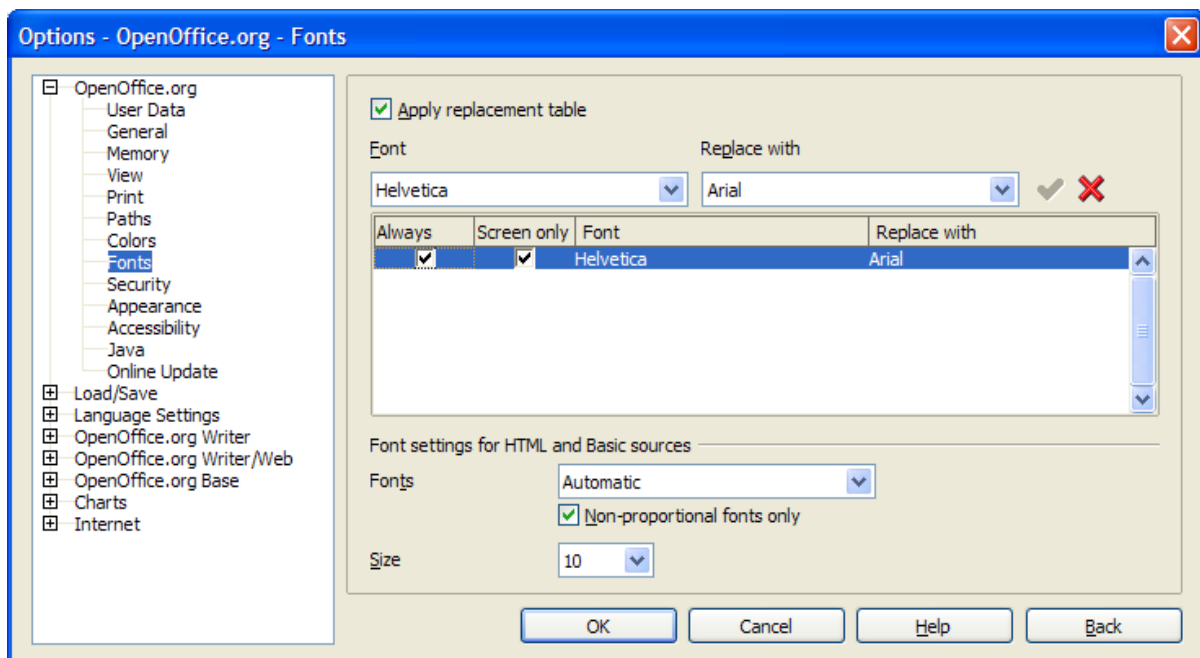 Options - OpenOffice.org - Fonts
OpenOffice.org
User Data
General
Memory
View
Print
Paths
Colors
Fonts
Security
Appearance
Accessibility
Java
Online Update
Load/Save
Language Settings
OpenOffice.org Writer
OpenOffice.org Writer/Web
OpenOffice.org Base
Charts
Internet
Apply replacement table
Font Replace with
Helvetica Arial
Always Screen only Font Replace with
Helvetica Arial
Font settings for HTML and Basic sources
Fonts Automatic
Non-proportional fonts only
Size 10
OK Cancel Help Back